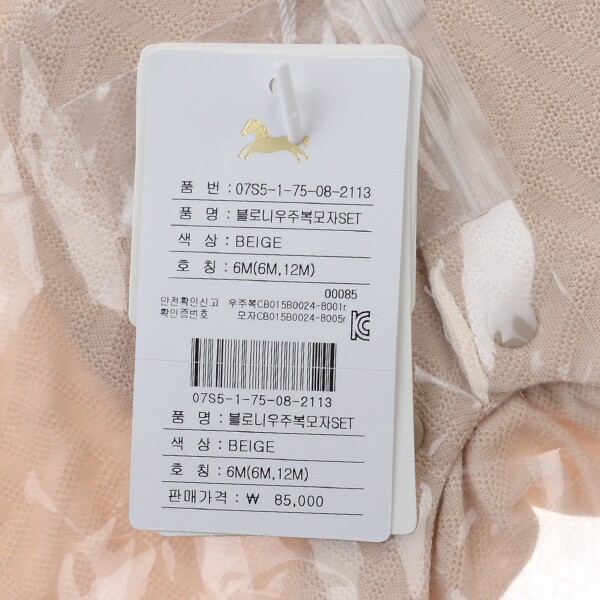 품 번 : 07S5-1-75-08-2113
품 명 : 블로니우주복모자SET
색 상 : BEIGE
호 칭 : 6M(6M,12M)
00085
안전확인신고 우주복CB015B0024-8001r
확인증번호 모자CB015B0024-8005r
07S5-1-75-08-2113
품 명 : 블로니우주복모자SET
색 상 : BEIGE
호 칭 : 6M(6M,12M)
판매가격 : ₩ 85,000